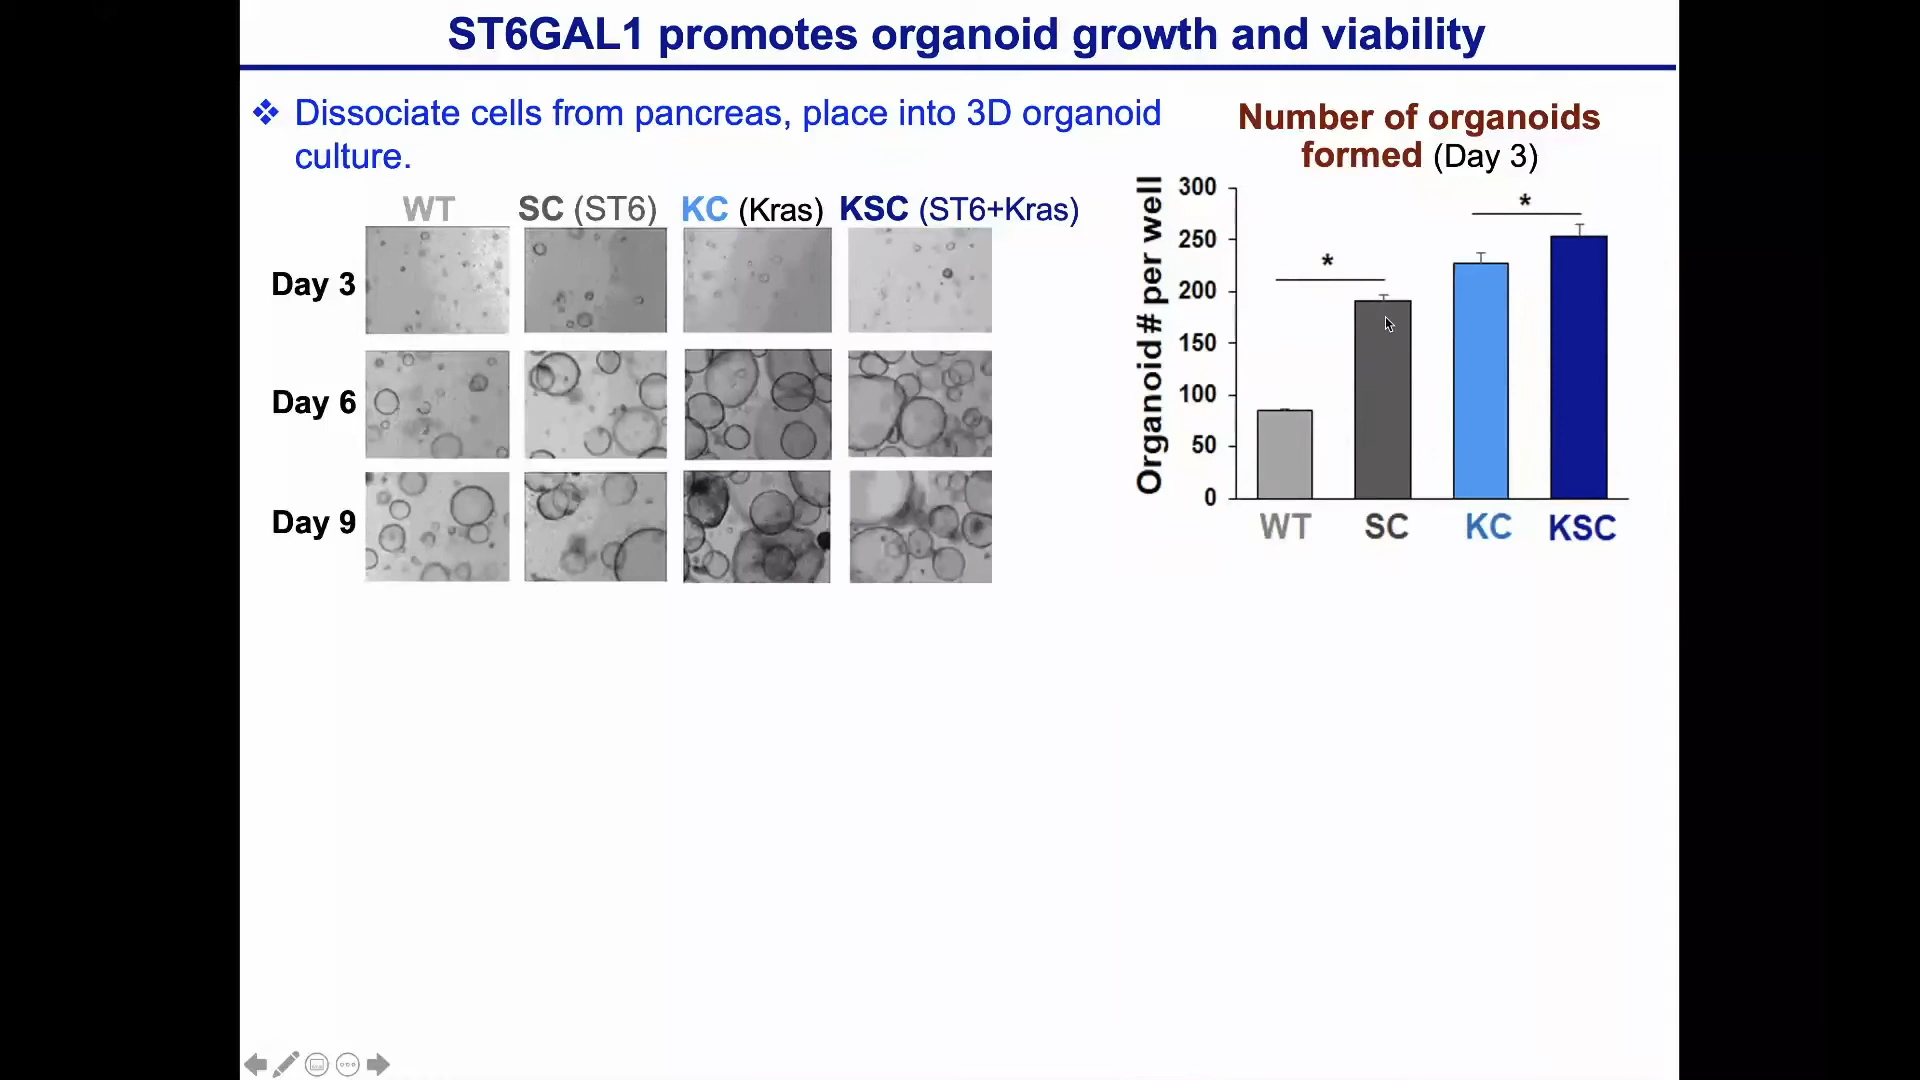 ST6GAL1 promotes organoid growth and viability
Dissociate cells from pancreas, place into 3D organoid
culture.
WT SC (ST6) KC (Kras) KSC (ST6+Kras)
Day 3
Day 6
Day 9
Number of organoids
formed (Day 3)
Organoid # per well
300
250
200
150
100
50
0
*
*
WT SC KC KSC